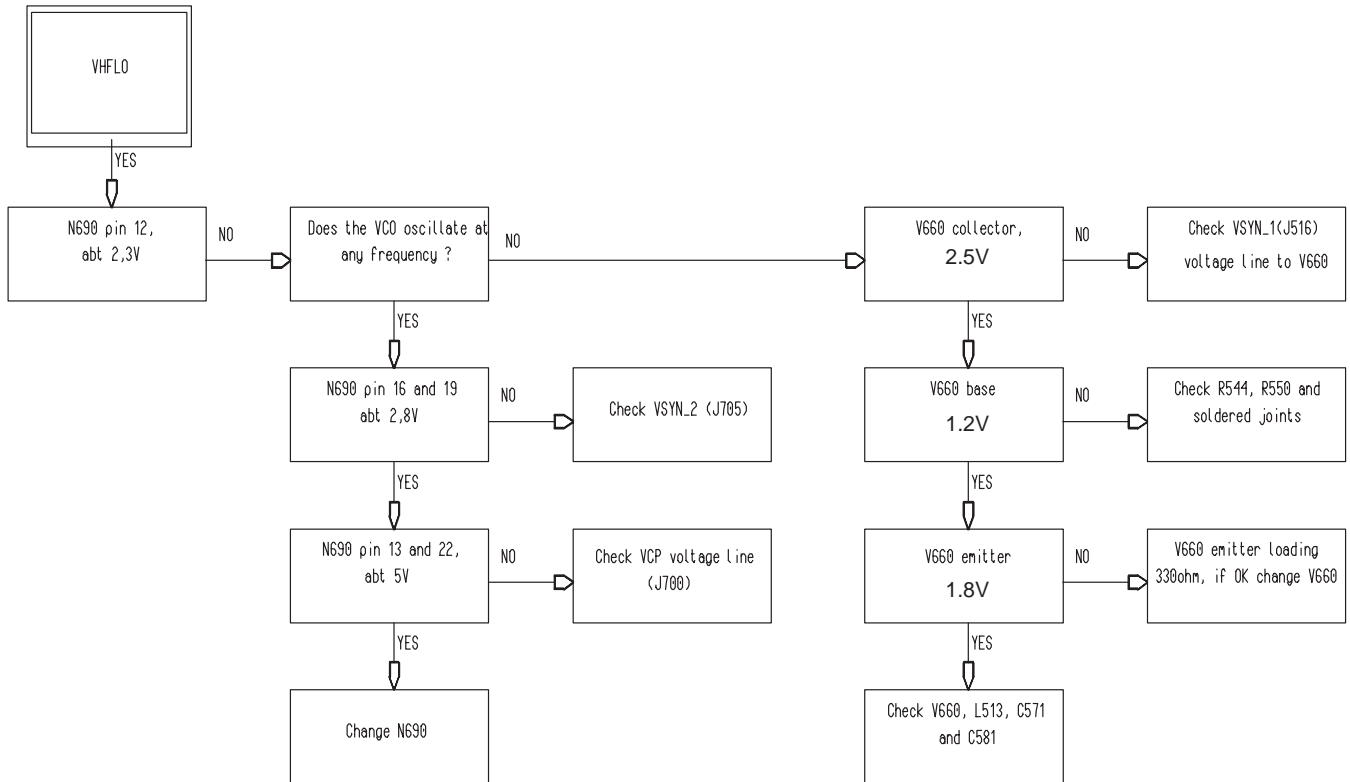 VHFLO
YES
N690 pin 12,
abt 2,3V
NO
Does the VCO oscillate at
any frequency ?
NO
V660 collector,
2.5V
NO
Check VSYN_1(J516)
voltage line to V660
YES
YES
N690 pin 16 and 19
abt 2,8V
NO
Check VSYN_2 (J705)
V660 base
1.2V
NO
Check R544, R550 and
soldered joints
YES
YES
N690 pin 13 and 22,
abt 5V
NO
Check VCP voltage line
(J700)
V660 emitter
1.8V
NO
V660 emitter loading
330ohm, if OK change V660
YES
YES
Change N690
Check V660, L513, C571
and C581